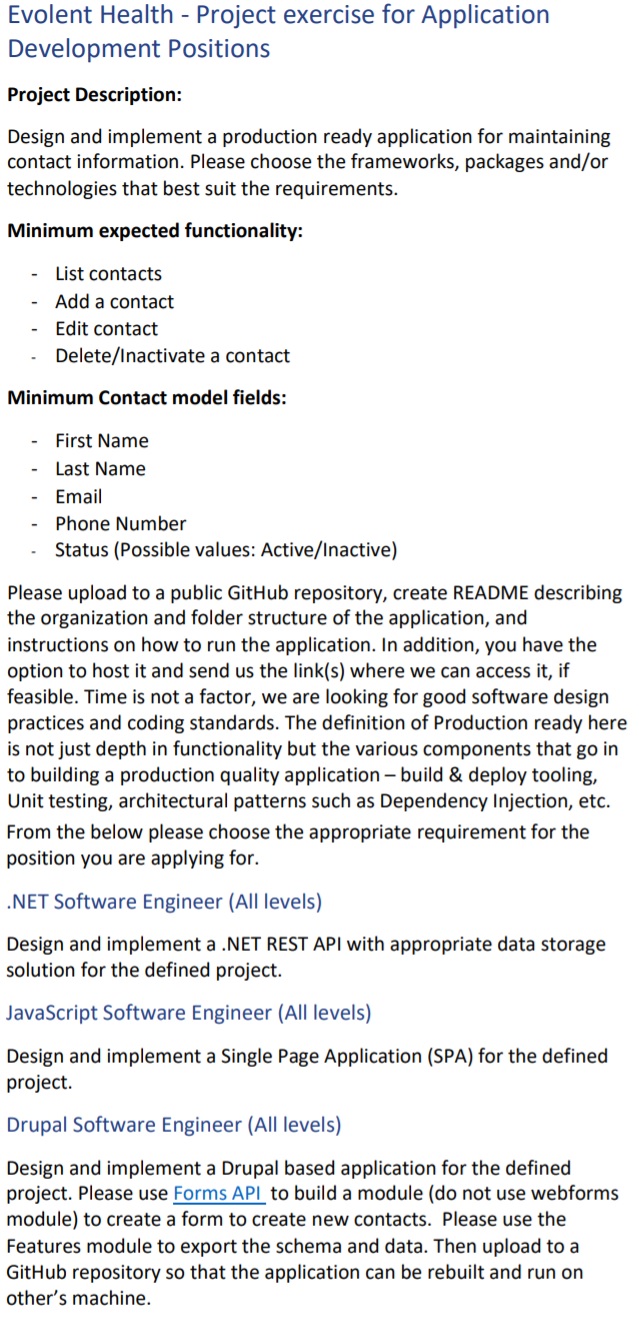 Evolent Health - Project exercise for Application
Development Positions
Project Description:
Design and implement a production ready application for maintaining
contact information. Please choose the frameworks, packages and/or
technologies that best suit the requirements.
Minimum expected functionality:
- List contacts
- Add a contact
- Edit contact
- Delete/Inactivate a contact
Minimum Contact model fields:
- First Name
- Last Name
- Email
- Phone Number
- Status (Possible values: Active/Inactive)
Please upload to a public GitHub repository, create README describing
the organization and folder structure of the application, and
instructions on how to run the application. In addition, you have the
option to host it and send us the link(s) where we can access it, if
feasible. Time is not a factor, we are looking for good software design
practices and coding standards. The definition of Production ready here
is not just depth in functionality but the various components that go in
to building a production quality application – build & deploy tooling,
Unit testing, architectural patterns such as Dependency Injection, etc.
From the below please choose the appropriate requirement for the
position you are applying for.
.NET Software Engineer (All levels)
Design and implement a .NET REST API with appropriate data storage
solution for the defined project.
JavaScript Software Engineer (All levels)
Design and implement a Single Page Application (SPA) for the defined
project.
Drupal Software Engineer (All levels)
Design and implement a Drupal based application for the defined
project. Please use Forms API to build a module (do not use webforms
module) to create a form to create new contacts. Please use the
Features module to export the schema and data. Then upload to a
GitHub repository so that the application can be rebuilt and run on
other’s machine.